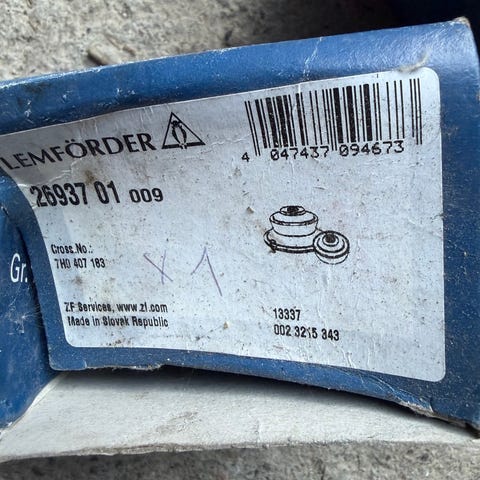 LEMFÖRDER
4 047437 094673
26937 01 009
Cross No.:
7H0 407 183
x 1
Gr.
ZF Services, www.zf.com
Made in Slovak Republic
13337
002 3215 343